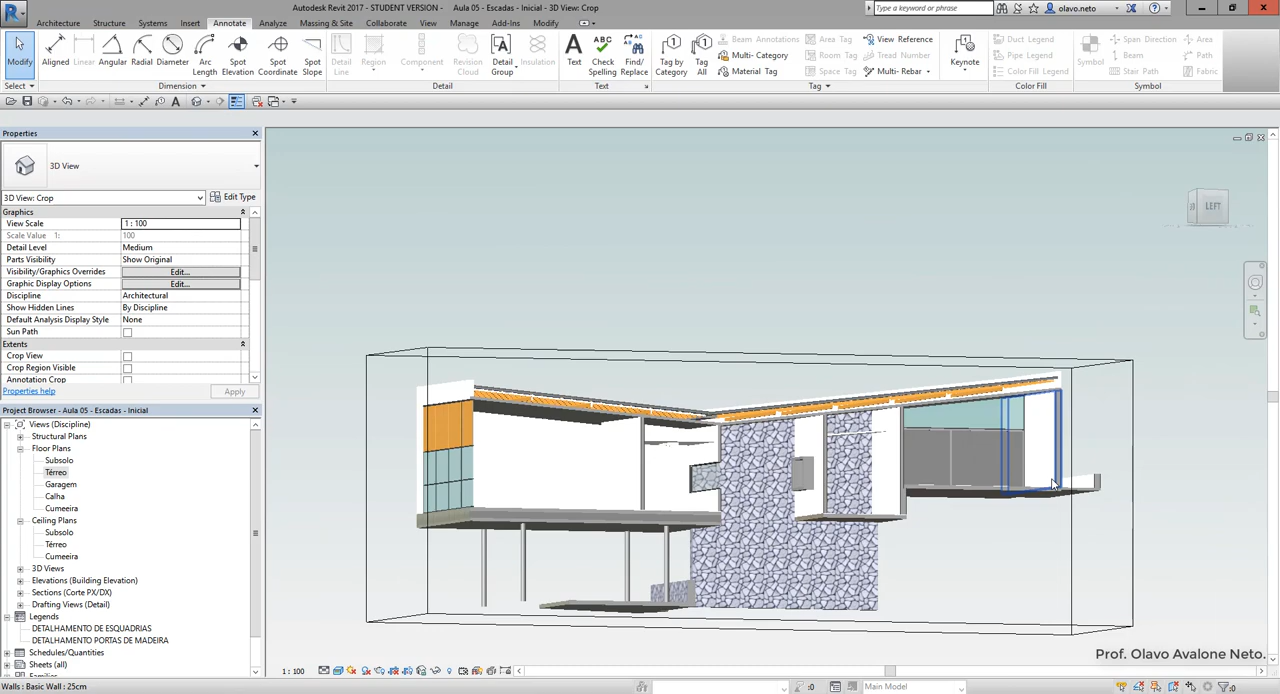 Autodesk Revit 2017 - STUDENT VERSION - Aula 05 - Escadas - Inicial - 3D View: Crop
Type a keyword or phrase
olavo.neto
Architecture Structure Systems Insert Annotate Analyze Massing & Site Collaborate View Manage Add-Ins Modify
Modify Aligned Linear Angular Radial Diameter Arc Length Spot Elevation Spot Coordinate Spot Slope Detail Line Region Component Revision Cloud Detail Group Insulation Text Check Spelling Find/ Replace Tag by Category Tag All
Beam Annotations Area Tag View Reference
Multi-Category Room Tag Tread Number
Material Tag Space Tag Multi-Rebar
Keynote
Duct Legend
Pipe Legend
Color Fill Legend
Symbol
Span Direction Area
Beam Path
Stair Path Fabric
Select Dimension Detail Text Tag Color Fill Symbol
Properties
3D View
3D View: Crop Edit Type
Graphics
View Scale 1 : 100
Scale Value 1: 100
Detail Level Medium
Parts Visibility Show Original
Visibility/Graphics Overrides Edit...
Graphic Display Options Edit...
Discipline Architectural
Show Hidden Lines By Discipline
Default Analysis Display Style None
Sun Path
Extents
Crop View
Crop Region Visible
Annotation Crop
Properties help Apply
Project Browser - Aula 05 - Escadas - Inicial
Views (Discipline)
Structural Plans
Floor Plans
Subsolo
Térreo
Garagem
Calha
Cumeeira
Ceiling Plans
Subsolo
Térreo
Cumeeira
3D Views
Elevations (Building Elevation)
Sections (Corte PX/DX)
Drafting Views (Detail)
Legends
DETALHAMENTO DE ESQUADRIAS
DETALHAMENTO PORTAS DE MADEIRA
Schedules/Quantities
Sheets (all)
Families
LEFT
1 : 100
Prof. Olavo Avalone Neto.
Walls : Basic Wall : 25cm
:0
Main Model
:0